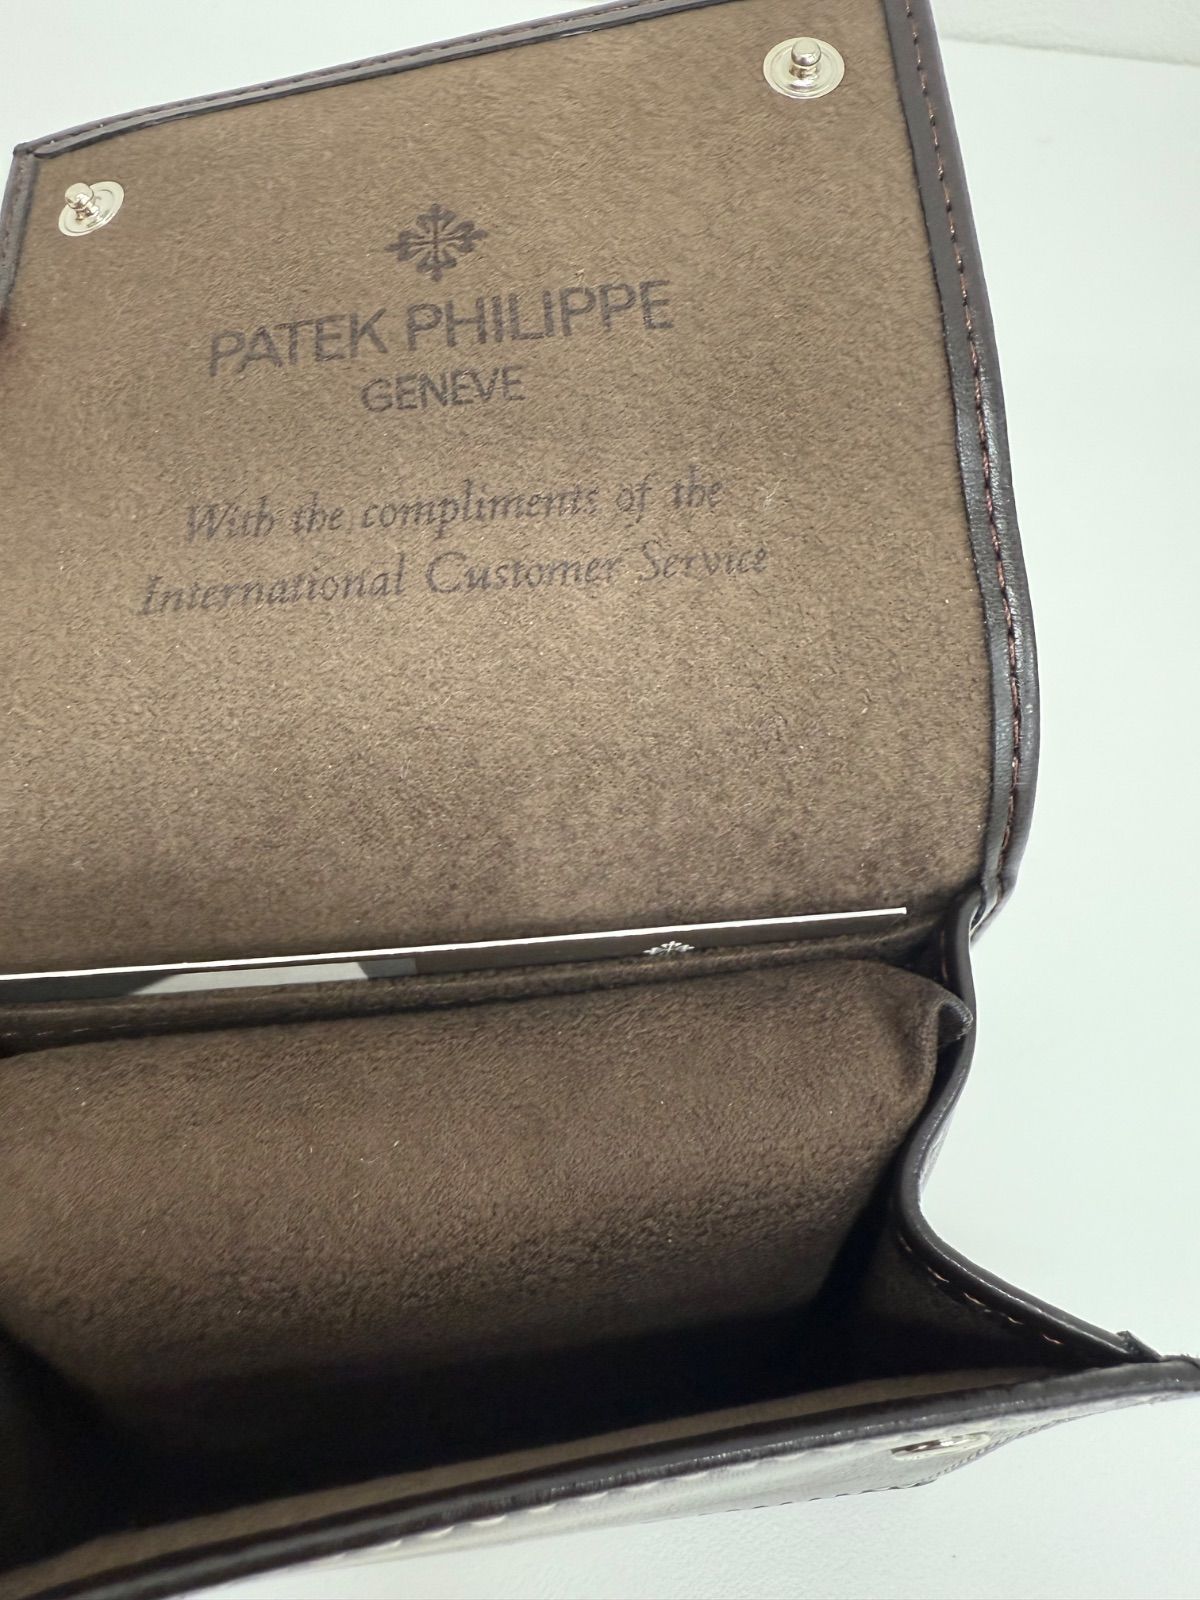 PATEK PHILIPPE
GENEVE
With the compliments of the
International Customer Service